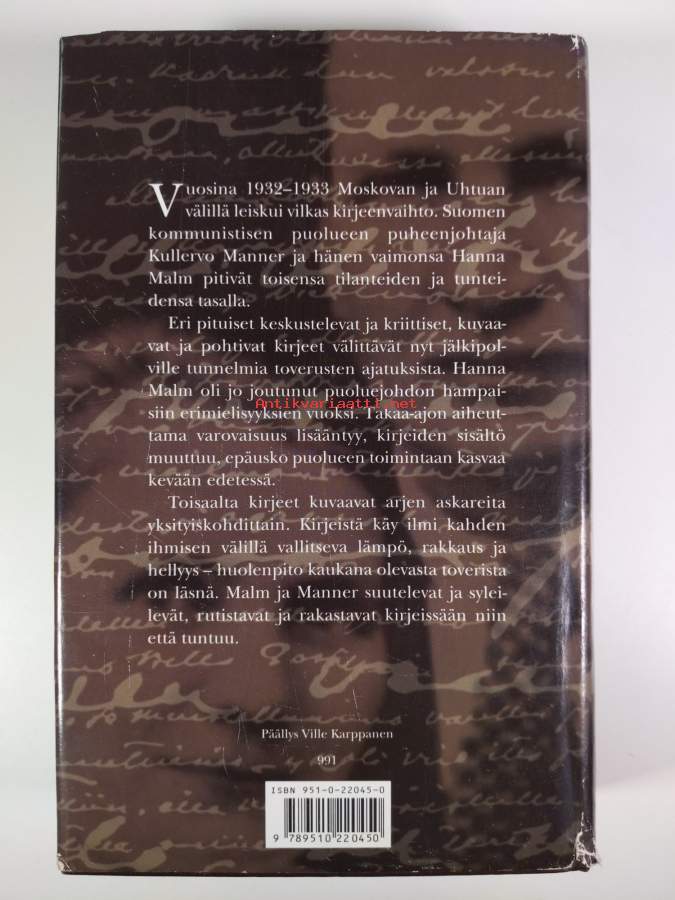 Vuosina 1932–1933 Moskovan ja Uhtuan
välillä leiskui vilkas kirjeenvaihto. Suomen
kommunistisen puolueen puheenjohtaja
Kullervo Manner ja hänen vaimonsa Hanna
Malm pitivät toisensa tilanteiden ja tuntei-
densa tasalla.
Eri pituiset keskustelevat ja kriittiset, kuvaa-
vat ja pohtivat kirjeet välittävät nyt jälkipol-
ville tunnelmia toverusten ajatuksista. Hanna
Malm oli jo joutunut puoluejohdon hampai-
Antikvariaatti.net
siin erimielisyyksien vuoksi. Takaa-ajon aiheut-
tama varovaisuus lisääntyy, kirjeiden sisältö
muuttuu, epäusko puolueen toimintaan kasvaa
kevään edetessä.
Toisaalta kirjeet kuvaavat arjen askareita
yksityiskohdittain. Kirjeistä käy ilmi kahden
ihmisen välillä vallitseva lämpö, rakkaus ja
hellyys – huolenpito kaukana olevasta toverista
on läsnä. Malm ja Manner suutelevat ja sylei-
levät, rutistavat ja rakastavat kirjeissään niin
että tuntuu.
Päällys Ville Karppanen
991
ISBN 951-0-22045-0
9 789510 220450